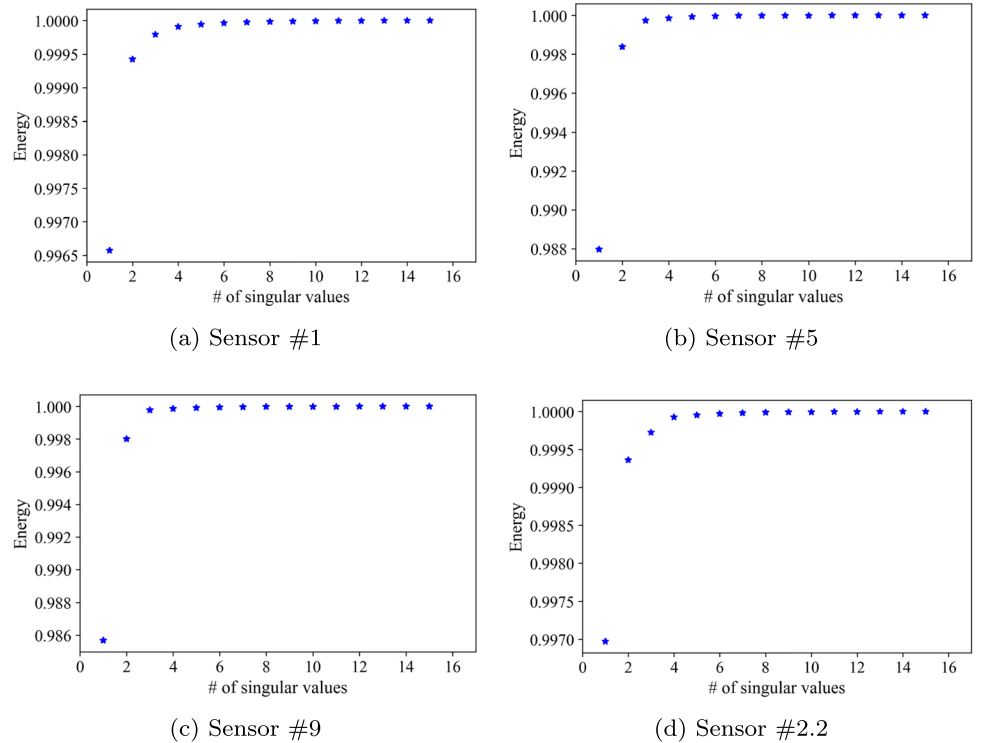 1.0000
0.9995
0.9990
0.9985
0.9980
0.9975
0.9970
0.9965
Energy
0 2 4 6 8 10 12 14 16
# of singular values
(a) Sensor #1
1.000
0.998
0.996
0.994
0.992
0.990
0.988
Energy
0 2 4 6 8 10 12 14 16
# of singular values
(b) Sensor #5
1.000
0.998
0.996
0.994
0.992
0.990
0.988
0.986
Energy
0 2 4 6 8 10 12 14 16
# of singular values
(c) Sensor #9
1.0000
0.9995
0.9990
0.9985
0.9980
0.9975
0.9970
Energy
0 2 4 6 8 10 12 14 16
# of singular values
(d) Sensor #2.2